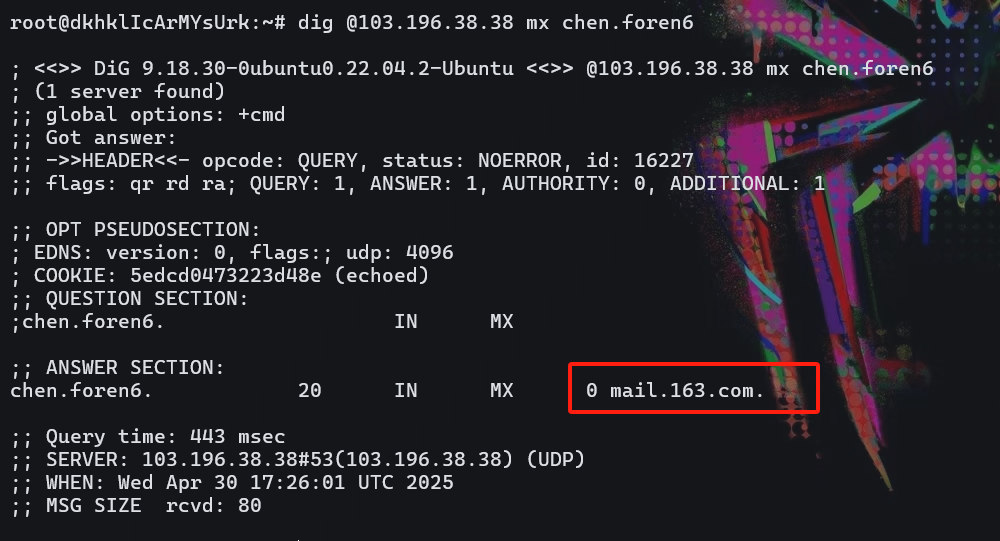 root@dkhklIcArMYsUrk:~# dig @103.196.38.38 mx chen.foren6
; <<>> DiG 9.18.30-0ubuntu0.22.04.2-Ubuntu <<>> @103.196.38.38 mx chen.foren6
; (1 server found)
;; global options: +cmd
;; Got answer:
;; ->>HEADER<<- opcode: QUERY, status: NOERROR, id: 16227
;; flags: qr rd ra; QUERY: 1, ANSWER: 1, AUTHORITY: 0, ADDITIONAL: 1
;; OPT PSEUDOSECTION:
; EDNS: version: 0, flags:; udp: 4096
; COOKIE: 5edcd0473223d48e (echoed)
;; QUESTION SECTION:
;chen.foren6. IN MX
;; ANSWER SECTION:
chen.foren6. 20 IN MX 0 mail.163.com.
;; Query time: 443 msec
;; SERVER: 103.196.38.38#53(103.196.38.38) (UDP)
;; WHEN: Wed Apr 30 17:26:01 UTC 2025
;; MSG SIZE  rcvd: 80